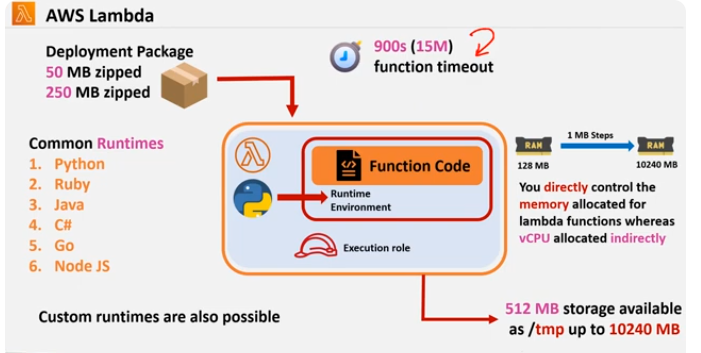 AWS Lambda
Deployment Package
50 MB zipped
250 MB zipped
900s (15M)
function timeout
Common Runtimes
1. Python
2. Ruby
3. Java
4. C#
5. Go
6. Node JS
Function Code
Runtime
Environment
Execution role
1 MB Steps
RAM
RAM
128 MB
10240 MB
You directly control the
memory allocated for
lambda functions whereas
vCPU allocated indirectly
Custom runtimes are also possible
512 MB storage available
as /tmp up to 10240 MB